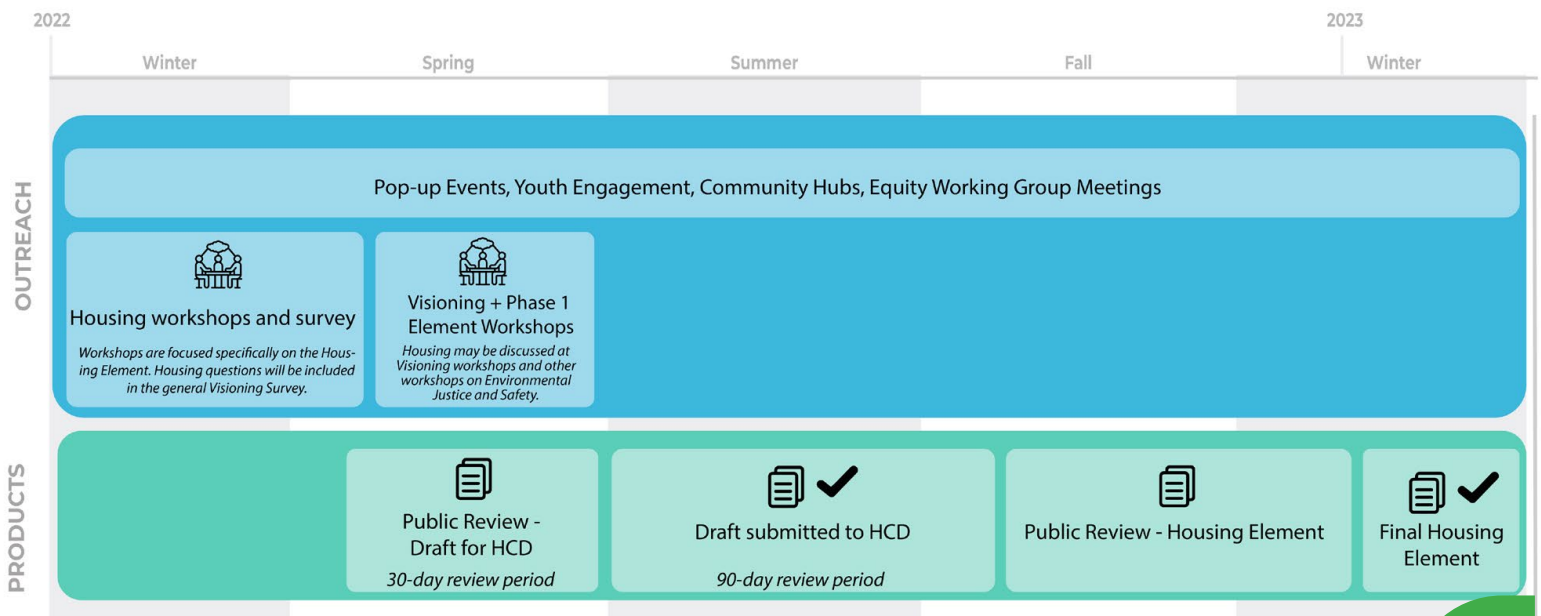 2022
2023
Winter
Spring
Summer
Fall
Winter
OUTREACH
Pop-up Events, Youth Engagement, Community Hubs, Equity Working Group Meetings
Housing workshops and survey
Workshops are focused specifically on the Hous-
ing Element. Housing questions will be included
in the general Visioning Survey.
Visioning + Phase 1
Element Workshops
Housing may be discussed at
Visioning workshops and other
workshops on Environmental
Justice and Safety.
PRODUCTS
Public Review -
Draft for HCD
30-day review period
Draft submitted to HCD
90-day review period
Public Review - Housing Element
Final Housing
Element